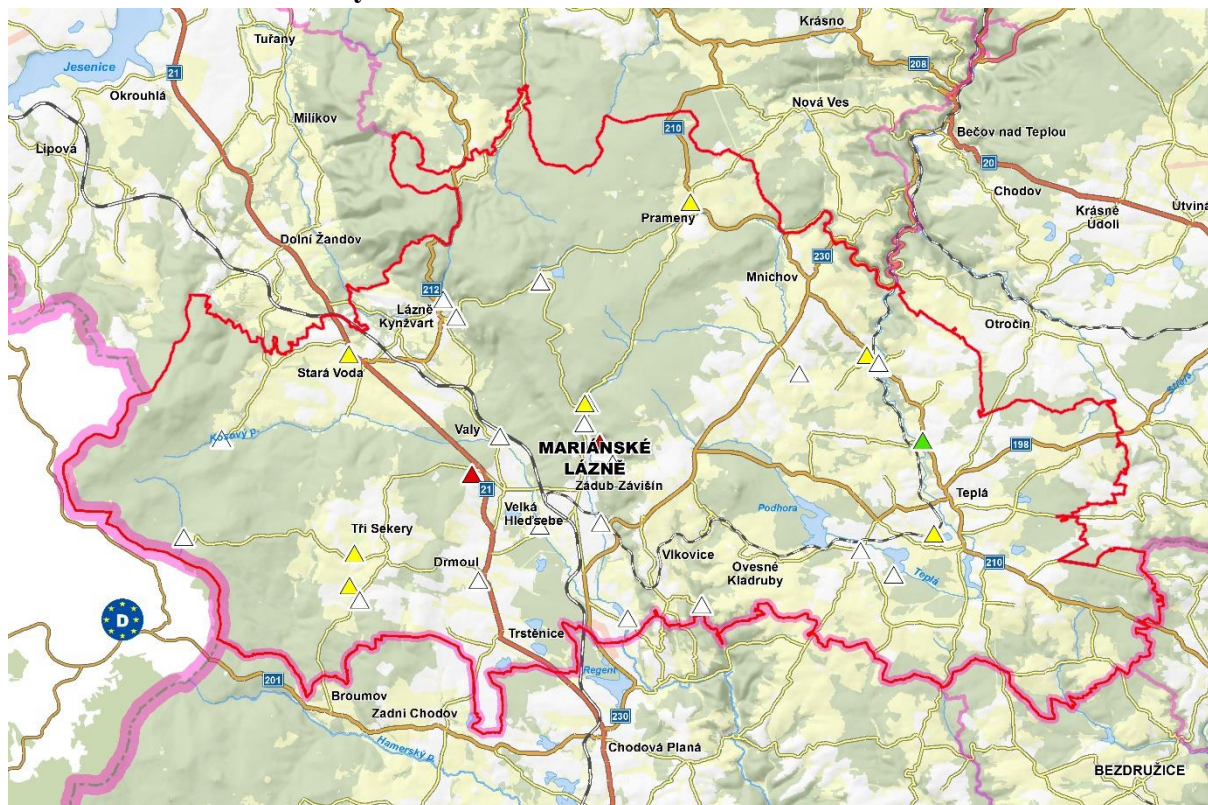 Krásno
Tuřany
Jesenice
21
208
Okrouhlá
Nová Ves
Milíkov
210
Bečov nad Teplou
Lipová
20
Chodov
Krásné
Údolí
Útvina
Prameny
Dolní Žandov
230
Mnichov
212
Lázně
Kynžvart
Otročín
Stará Voda
Střela
Kosový p.
Valy
MARIÁNSKÉ
LÁZNĚ
198
Zádub-Závišín
21
Teplá
Velká
Hleďsebe
Podhora
Tři Sekery
Vlkovice
Drmoul
Ovesné
Kladruby
Teplá
210
D
Trstěnice
Regent
201
Broumov
Zadní Chodov
230
Hamerský p.
Chodová Planá
BEZDRUŽICE